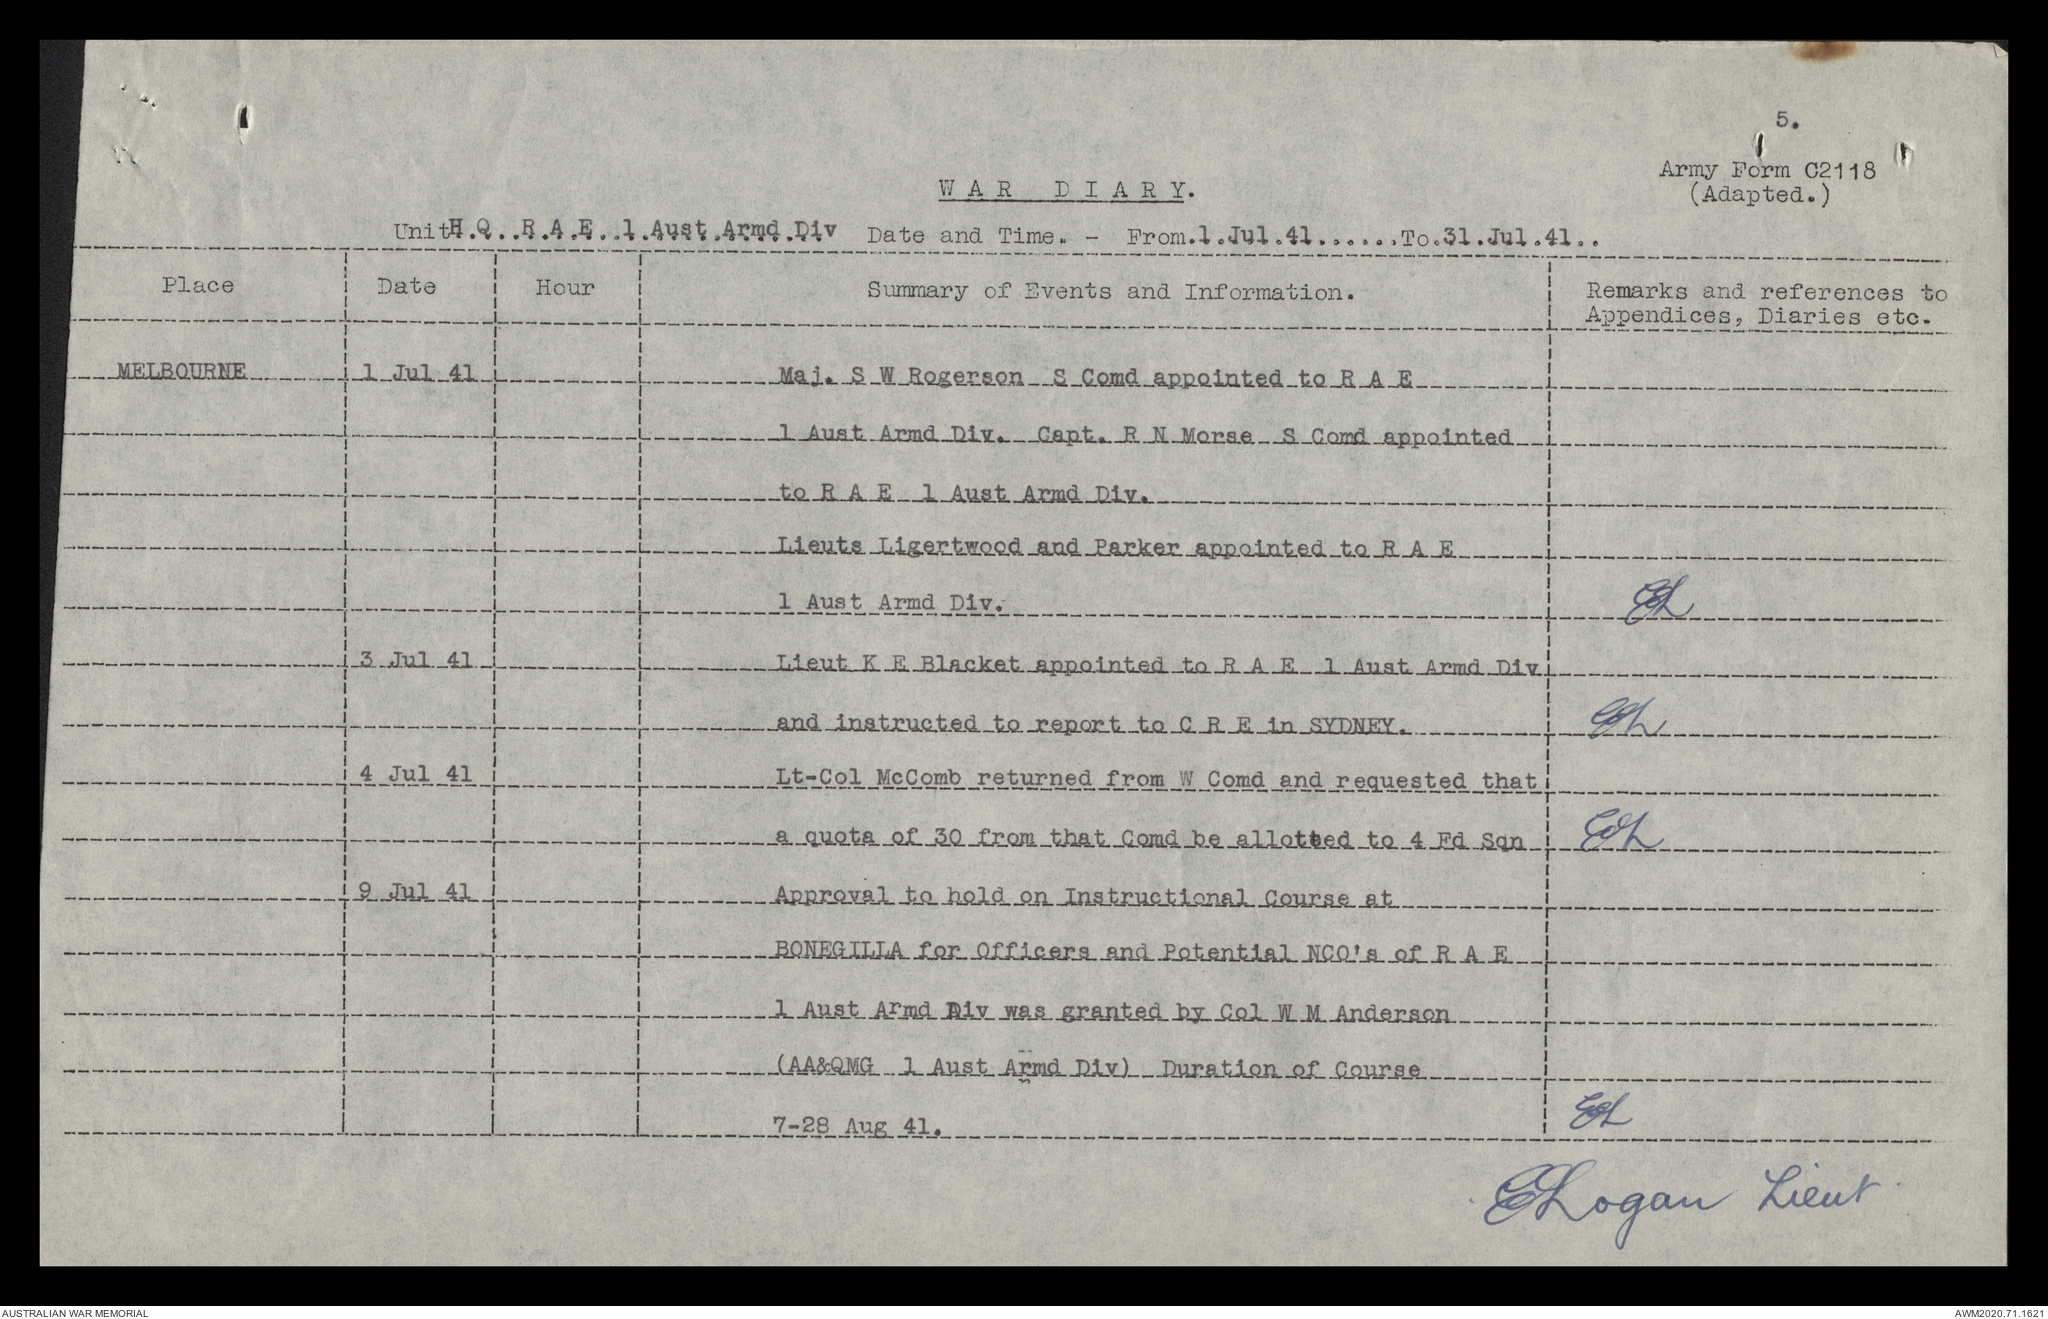 5.
Army Form C2118
(Adapted.)
WAR DIARY.
Unit H.Q..R.A.E..1.Aust.Armd.Div Date and Time. - From.1.Jul.41......To.31.Jul.41..
Place Date Hour Summary of Events and Information. Remarks and references to
Appendices, Diaries etc.
MELBOURNE 1 Jul 41 Maj. S W Rogerson S Comd appointed to R A E
1 Aust Armd Div. Capt. R N Morse S Comd appointed
to R A E 1 Aust Armd Div.
Lieuts Ligertwood and Parker appointed to R A E
1 Aust Armd Div. EL
3 Jul 41 Lieut K E Blacket appointed to R A E 1 Aust Armd Div
and instructed to report to C R E in SYDNEY. EL
4 Jul 41 Lt-Col McComb returned from W Comd and requested that
a quota of 30 from that Comd be allotted to 4 Fd Sqn EL
9 Jul 41 Approval to hold on Instructional Course at
BONEGILLA for Officers and Potential NCO's of R A E
1 Aust Armd Div was granted by Col W M Anderson
(AA&QMG 1 Aust Armd Div) Duration of Course
7-28 Aug 41. EL
ELogan Lieut
AUSTRALIAN WAR MEMORIAL AWM2020.71.1621